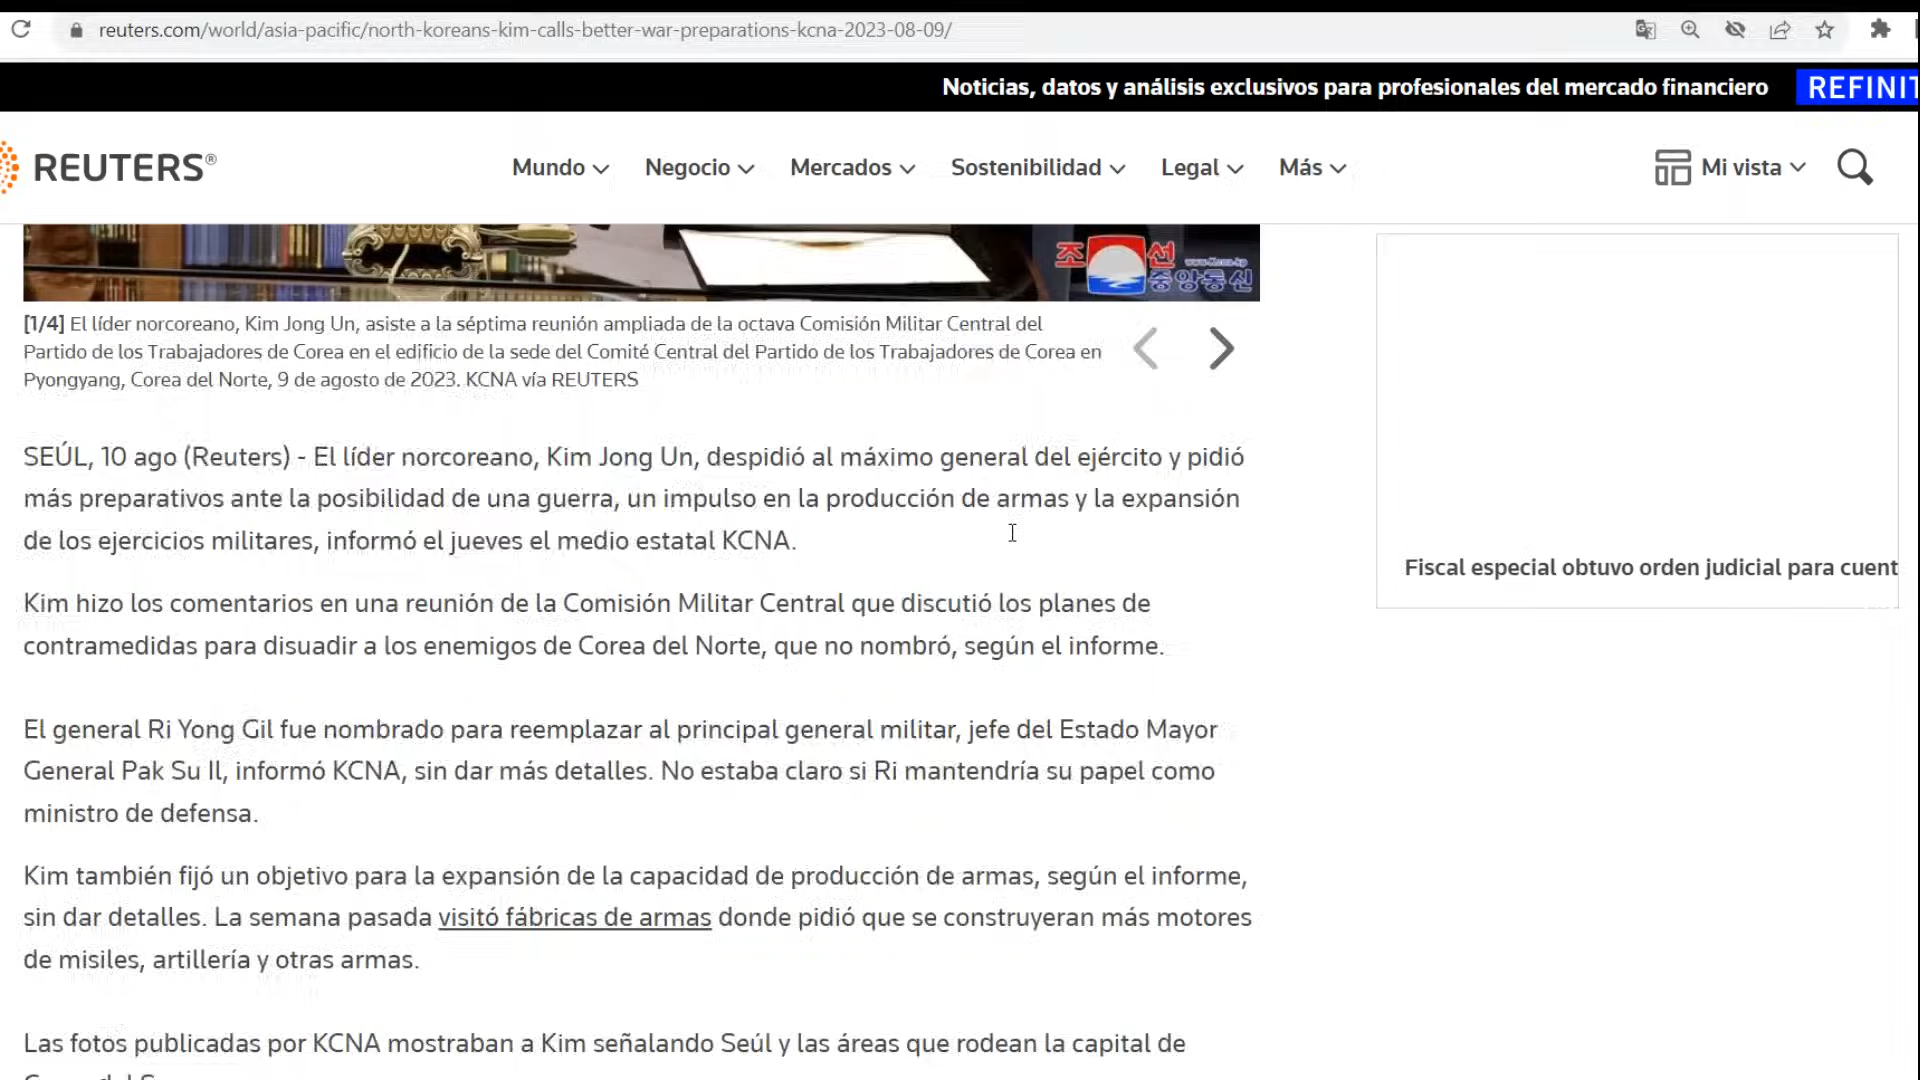 reuters.com/world/asia-pacific/north-koreans-kim-calls-better-war-preparations-kcna-2023-08-09/
Noticias, datos y análisis exclusivos para profesionales del mercado financiero
REFINIT
REUTERS®
Mundo
Negocio
Mercados
Sostenibilidad
Legal
Más
Mi vista
조 선
www.kcna.kp
중앙통신
[1/4] El líder norcoreano, Kim Jong Un, asiste a la séptima reunión ampliada de la octava Comisión Militar Central del
Partido de los Trabajadores de Corea en el edificio de la sede del Comité Central del Partido de los Trabajadores de Corea en
Pyongyang, Corea del Norte, 9 de agosto de 2023. KCNA vía REUTERS
SEÚL, 10 ago (Reuters) - El líder norcoreano, Kim Jong Un, despidió al máximo general del ejército y pidió
más preparativos ante la posibilidad de una guerra, un impulso en la producción de armas y la expansión
de los ejercicios militares, informó el jueves el medio estatal KCNA.
Kim hizo los comentarios en una reunión de la Comisión Militar Central que discutió los planes de
contramedidas para disuadir a los enemigos de Corea del Norte, que no nombró, según el informe.
El general Ri Yong Gil fue nombrado para reemplazar al principal general militar, jefe del Estado Mayor
General Pak Su Il, informó KCNA, sin dar más detalles. No estaba claro si Ri mantendría su papel como
ministro de defensa.
Kim también fijó un objetivo para la expansión de la capacidad de producción de armas, según el informe,
sin dar detalles. La semana pasada visitó fábricas de armas donde pidió que se construyeran más motores
de misiles, artillería y otras armas.
Las fotos publicadas por KCNA mostraban a Kim señalando Seúl y las áreas que rodean la capital de
Fiscal especial obtuvo orden judicial para cuent